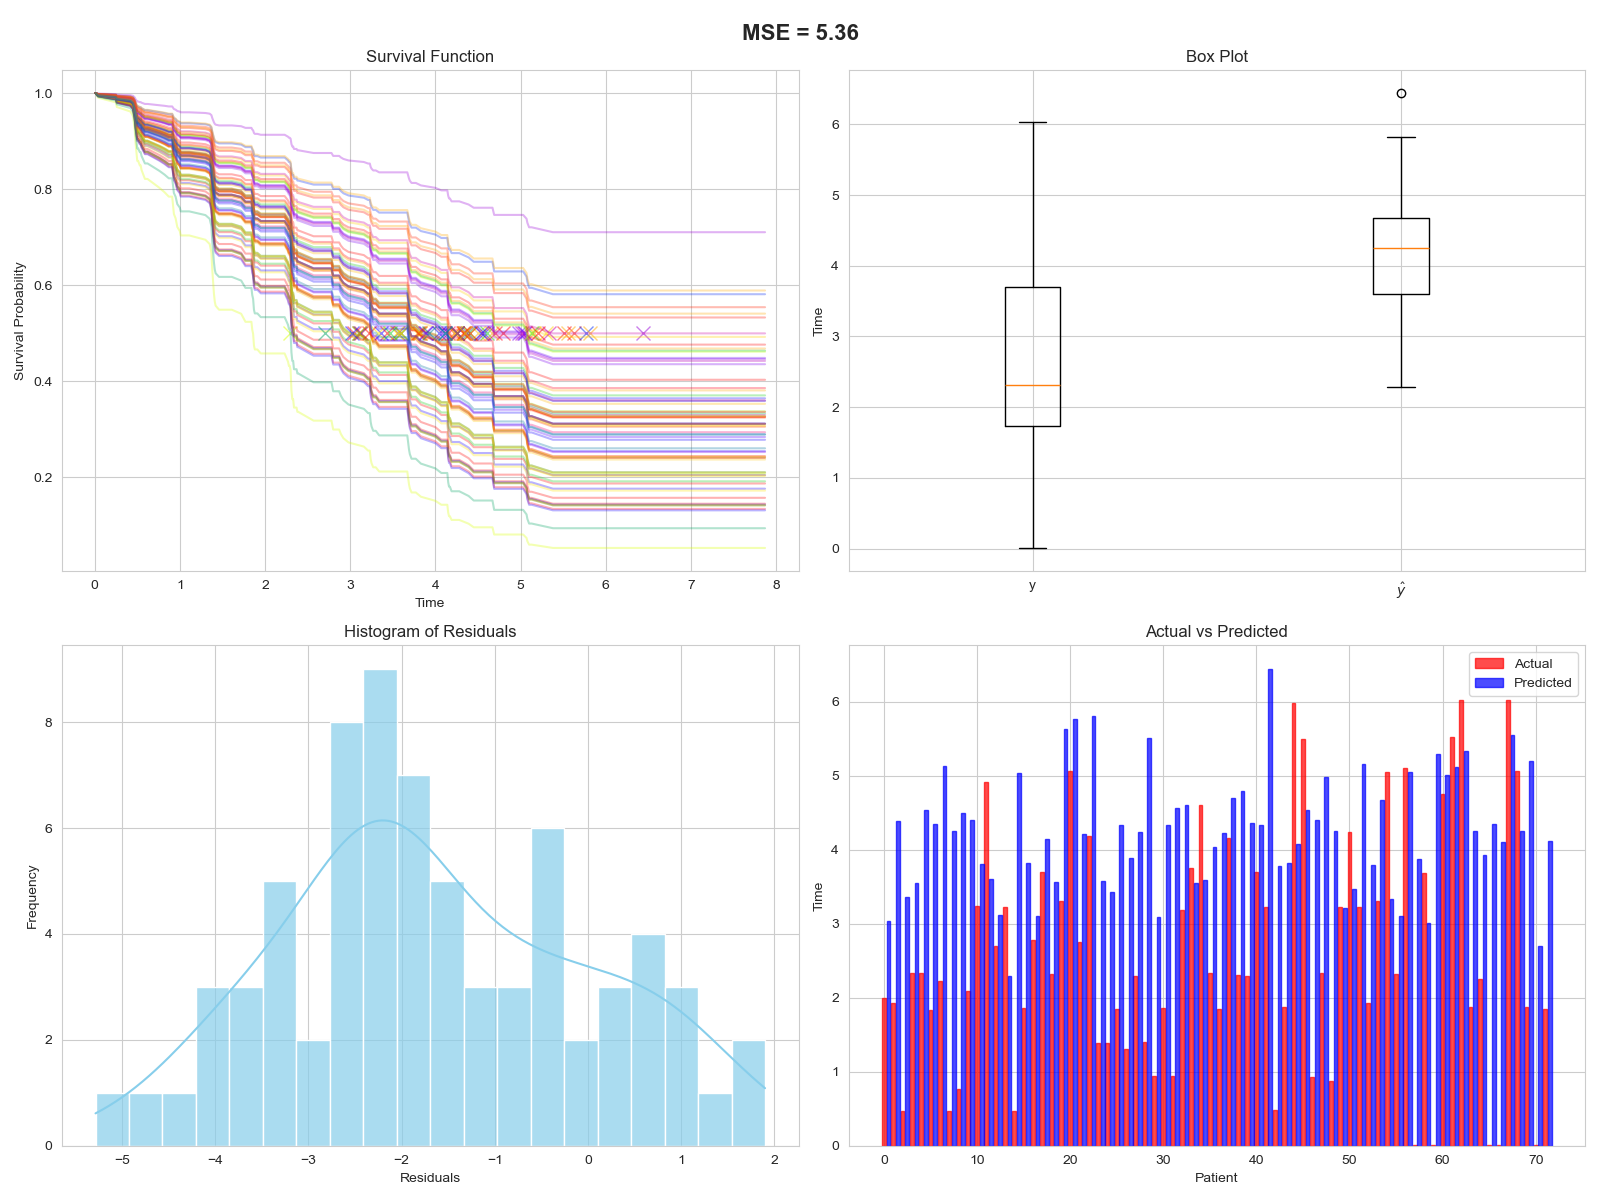 MSE = 5.36
Survival Function
1.0
0.8
0.6
0.4
0.2
Survival Probability
0 1 2 3 4 5 6 7 8
Time
Box Plot
6
5
4
3
2
1
0
Time
y ŷ
Histogram of Residuals
8
6
4
2
0
Frequency
−5 −4 −3 −2 −1 0 1 2
Residuals
Actual vs Predicted
Actual
Predicted
6
5
4
3
2
1
0
Time
0 10 20 30 40 50 60 70
Patient